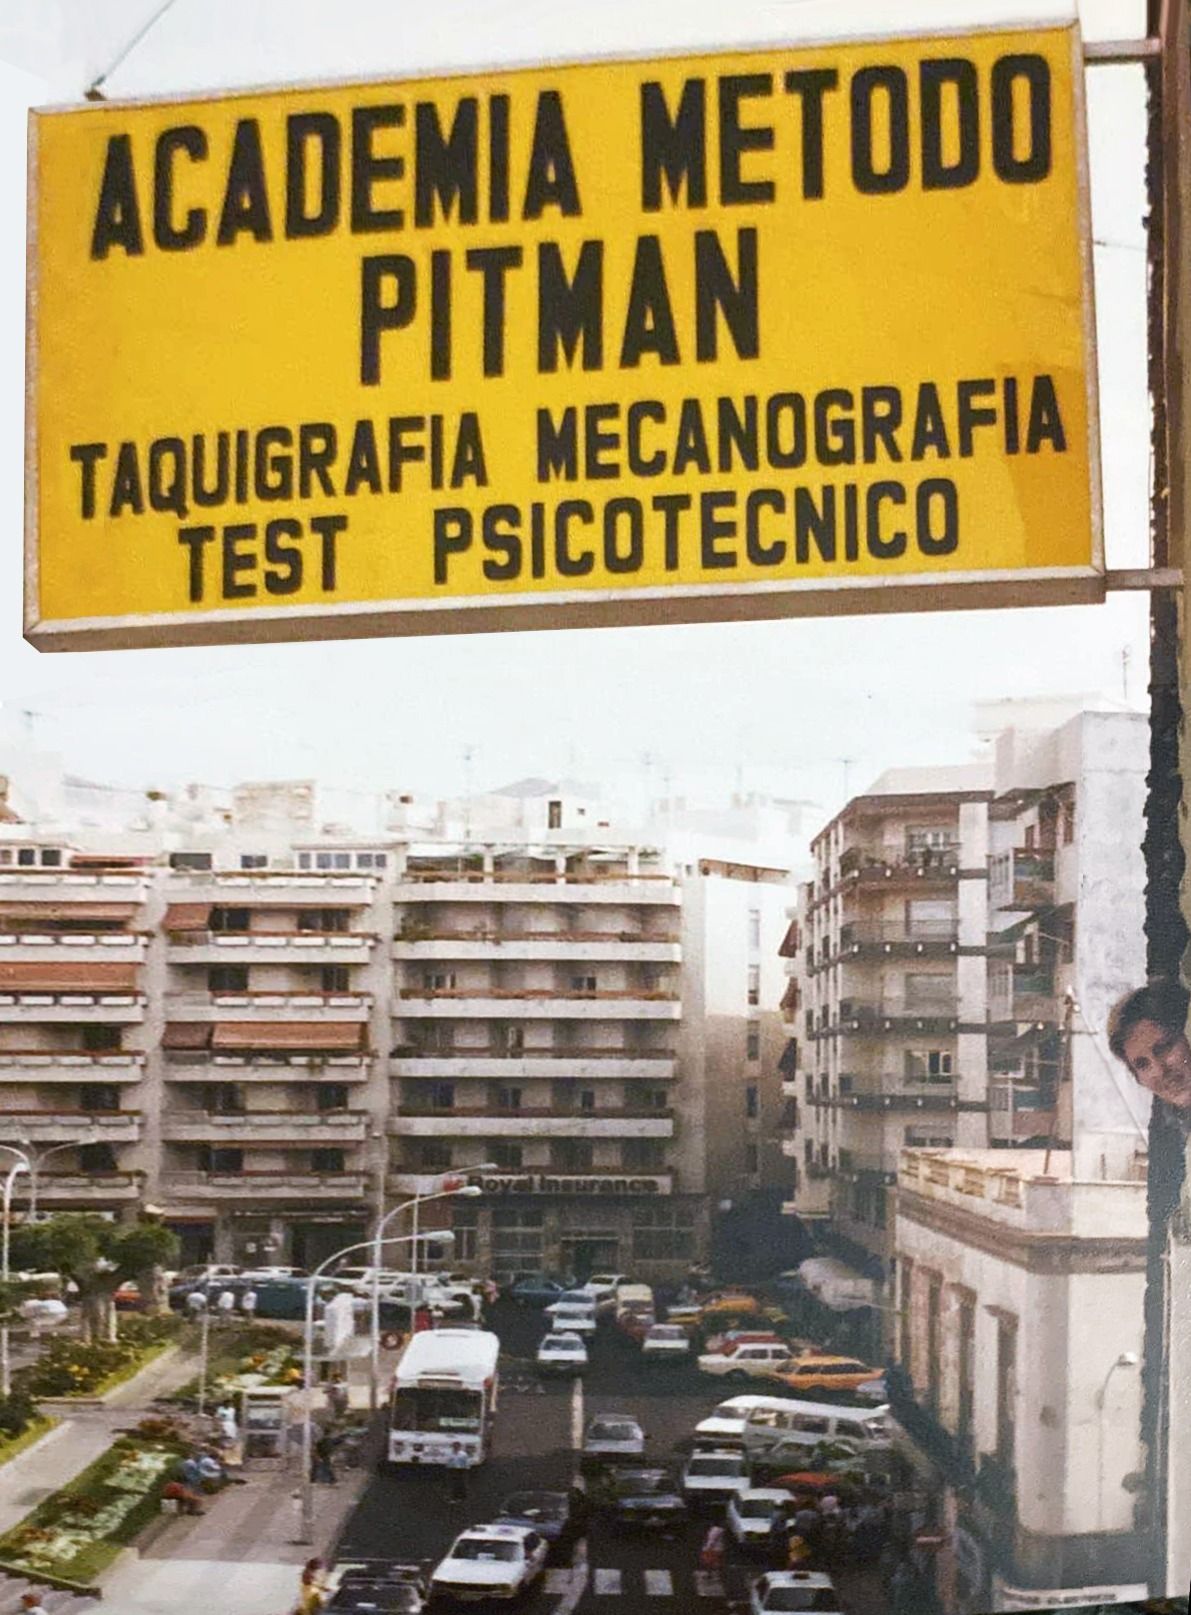 ACADEMIA METODO
PITMAN
TAQUIGRAFIA MECANOGRAFIA
TEST PSICOTECNICO
Royal Insurance